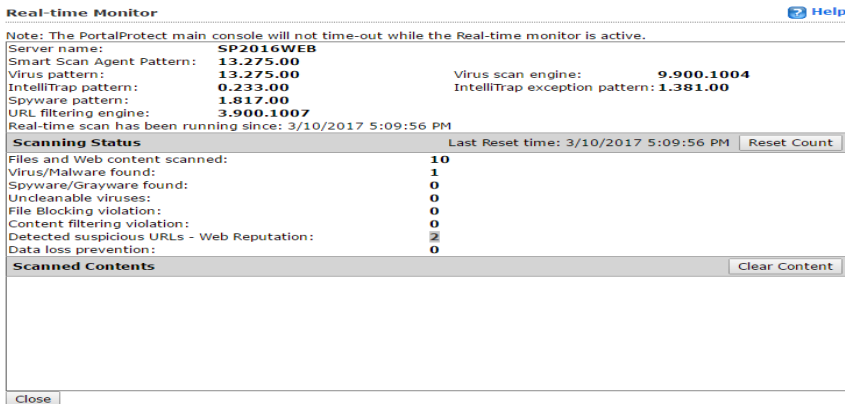 Real-time Monitor
Help
Note: The PortalProtect main console will not time-out while the Real-time monitor is active.
Server name: SP2016WEB
Smart Scan Agent Pattern: 13.275.00
Virus pattern: 13.275.00 Virus scan engine: 9.900.1004
IntelliTrap pattern: 0.233.00 IntelliTrap exception pattern: 1.381.00
Spyware pattern: 1.817.00
URL filtering engine: 3.900.1007
Real-time scan has been running since: 3/10/2017 5:09:56 PM
Scanning Status Last Reset time: 3/10/2017 5:09:56 PM Reset Count
Files and Web content scanned: 10
Virus/Malware found: 1
Spyware/Grayware found: 0
Uncleanable viruses: 0
File Blocking violation: 0
Content filtering violation: 0
Detected suspicious URLs - Web Reputation: 2
Data loss prevention: 0
Scanned Contents Clear Content
Close